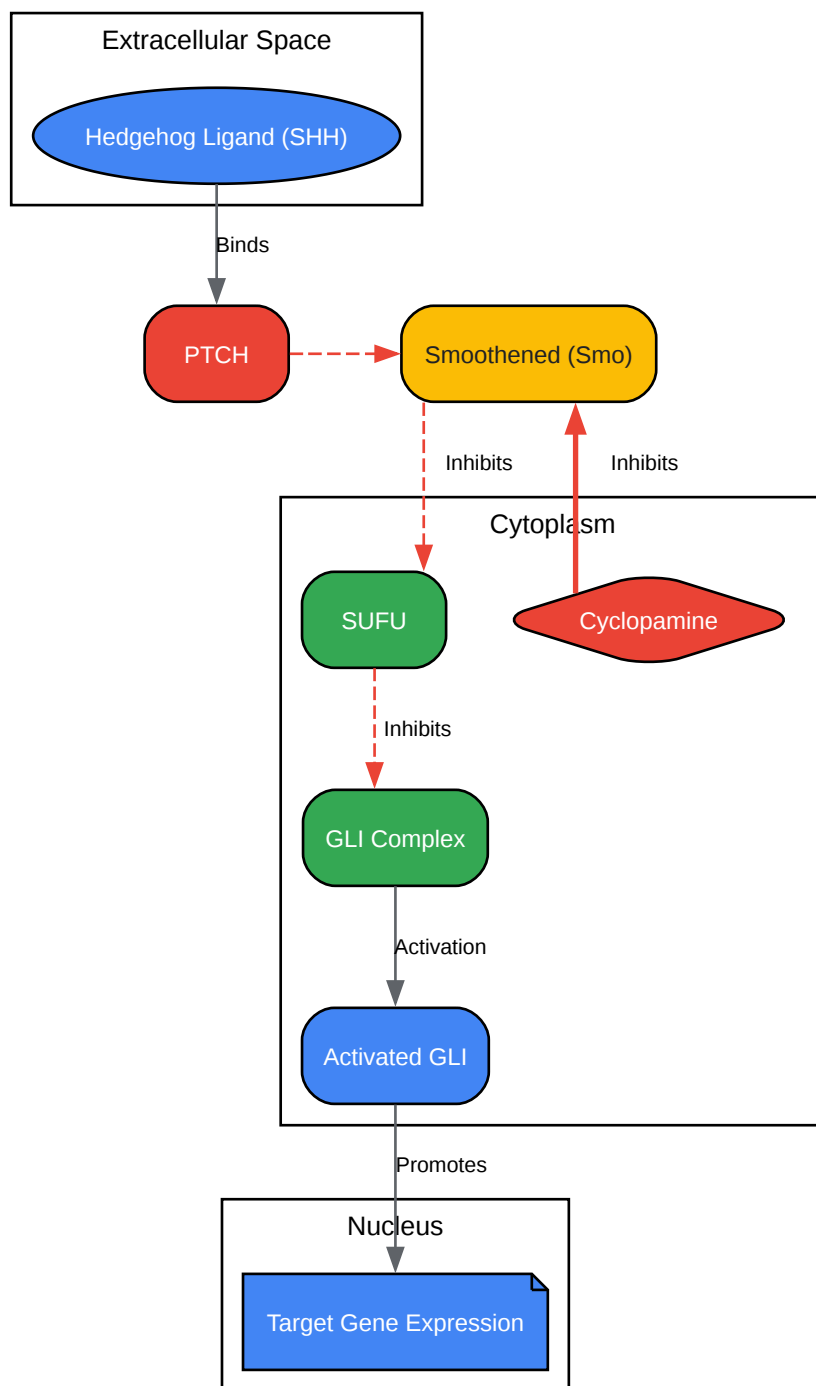 Extracellular Space
Hedgehog Ligand (SHH)
Binds
PTCH
Smoothened (Smo)
Inhibits
Inhibits
Cytoplasm
SUFU
Cyclopamine
Inhibits
GLI Complex
Activation
Activated GLI
Promotes
Nucleus
Target Gene Expression